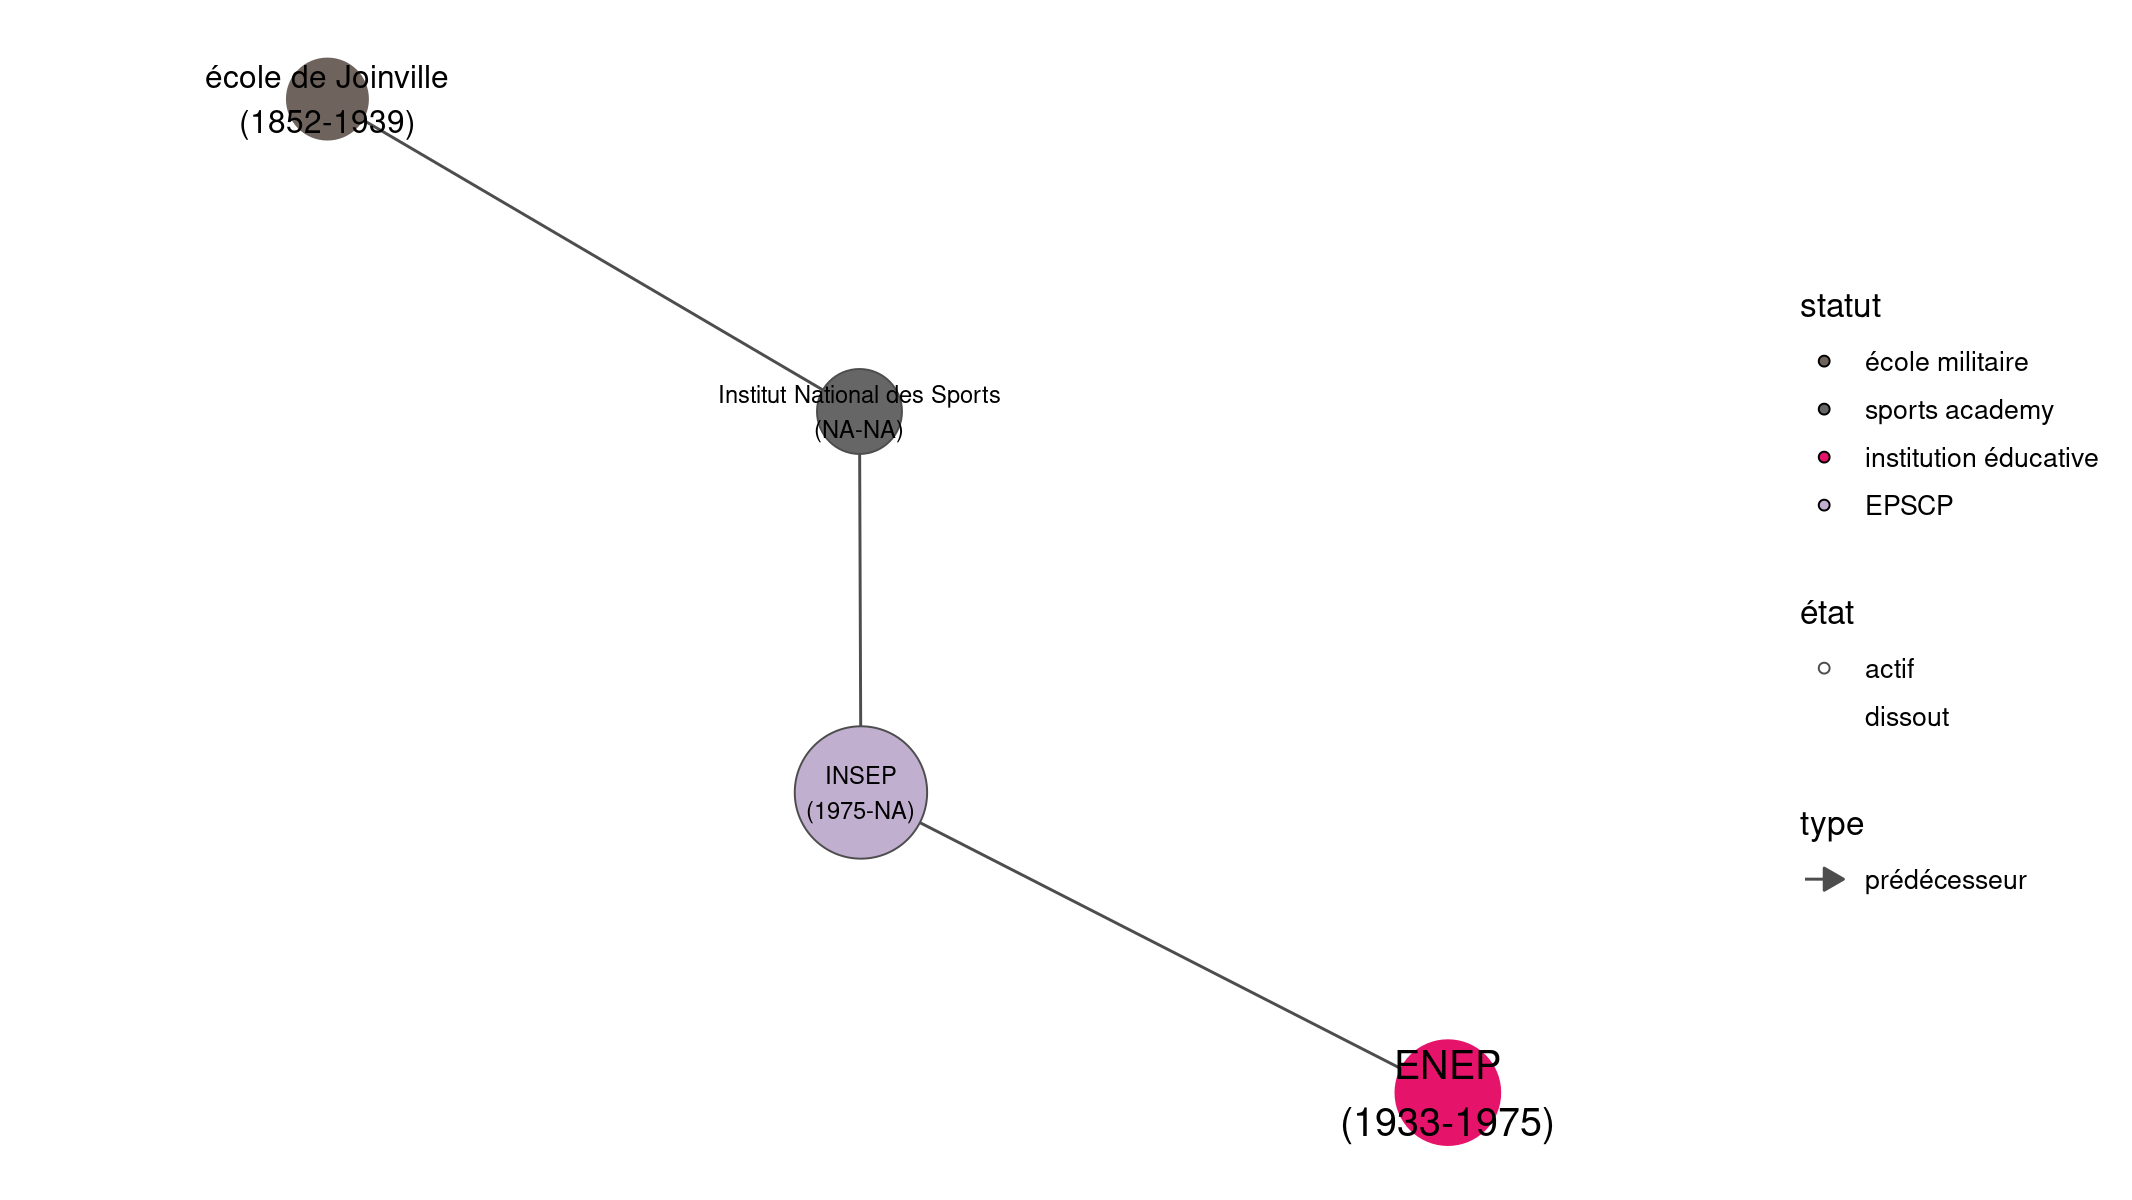 école de Joinville
(1852-1939)
Institut National des Sports
(NA-NA)
INSEP
(1975-NA)
ENEP
(1933-1975)
statut
école militaire
sports academy
institution éducative
EPSCP
état
actif
dissout
type
prédécesseur